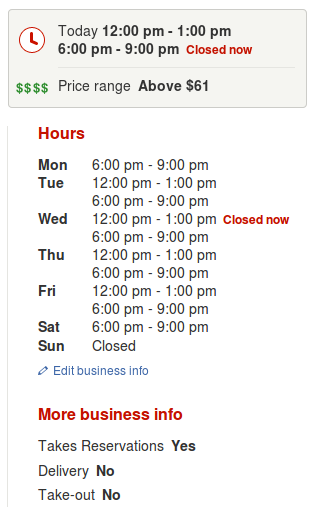 Today 12:00 pm - 1:00 pm
6:00 pm - 9:00 pm Closed now
$$$$ Price range Above $61
Hours
Mon 6:00 pm - 9:00 pm
Tue 12:00 pm - 1:00 pm
6:00 pm - 9:00 pm
Wed 12:00 pm - 1:00 pm Closed now
6:00 pm - 9:00 pm
Thu 12:00 pm - 1:00 pm
6:00 pm - 9:00 pm
Fri 12:00 pm - 1:00 pm
6:00 pm - 9:00 pm
Sat 6:00 pm - 9:00 pm
Sun Closed
Edit business info
More business info
Takes Reservations Yes
Delivery No
Take-out No